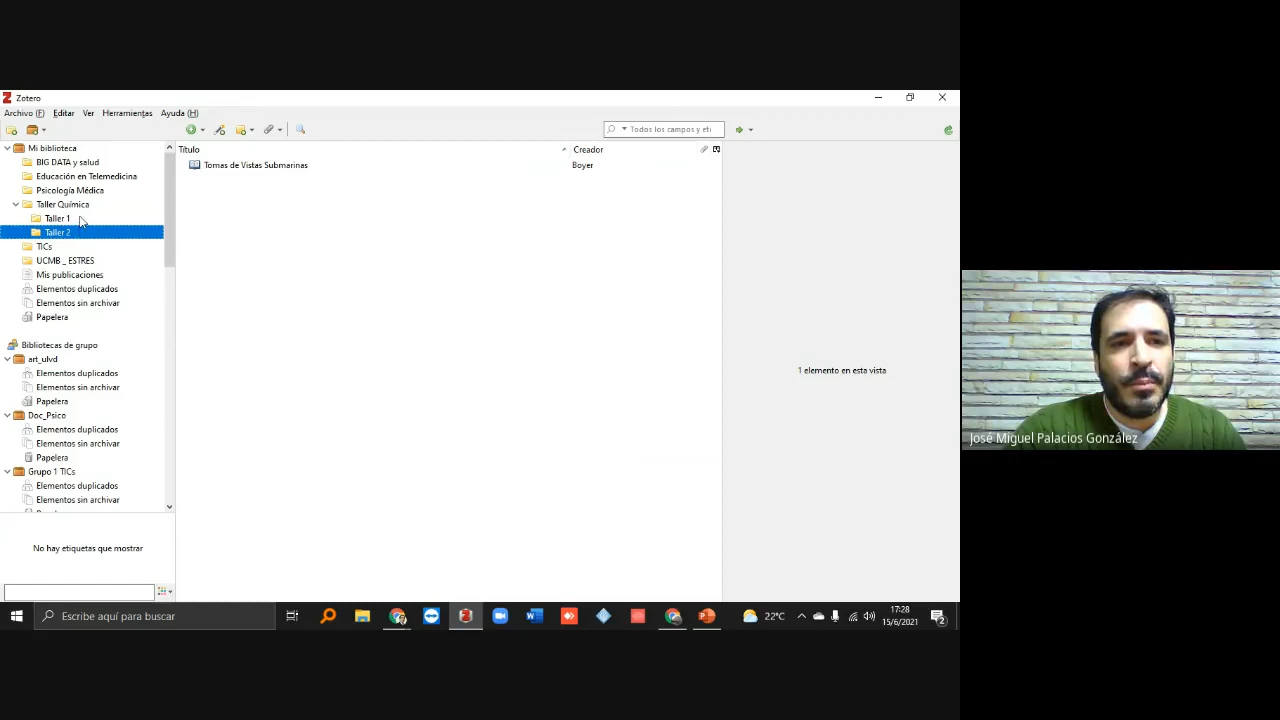 Zotero
Archivo (F) Editar Ver Herramientas Ayuda (H)
Todos los campos y eti
Mi biblioteca
BIG DATA y salud
Educación en Telemedicina
Psicología Médica
Taller Química
Taller 1
Taller 2
TICs
UCMB _ ESTRES
Mis publicaciones
Elementos duplicados
Elementos sin archivar
Papelera
Bibliotecas de grupo
art_ulvd
Elementos duplicados
Elementos sin archivar
Papelera
Doc_Psico
Elementos duplicados
Elementos sin archivar
Papelera
Grupo 1 TICs
Elementos duplicados
Elementos sin archivar
No hay etiquetas que mostrar
Título Creador
Tomas de Vistas Submarinas Boyer
1 elemento en esta vista
José Miguel Palacios González
Escribe aquí para buscar
22°C
17:28
15/6/2021
2